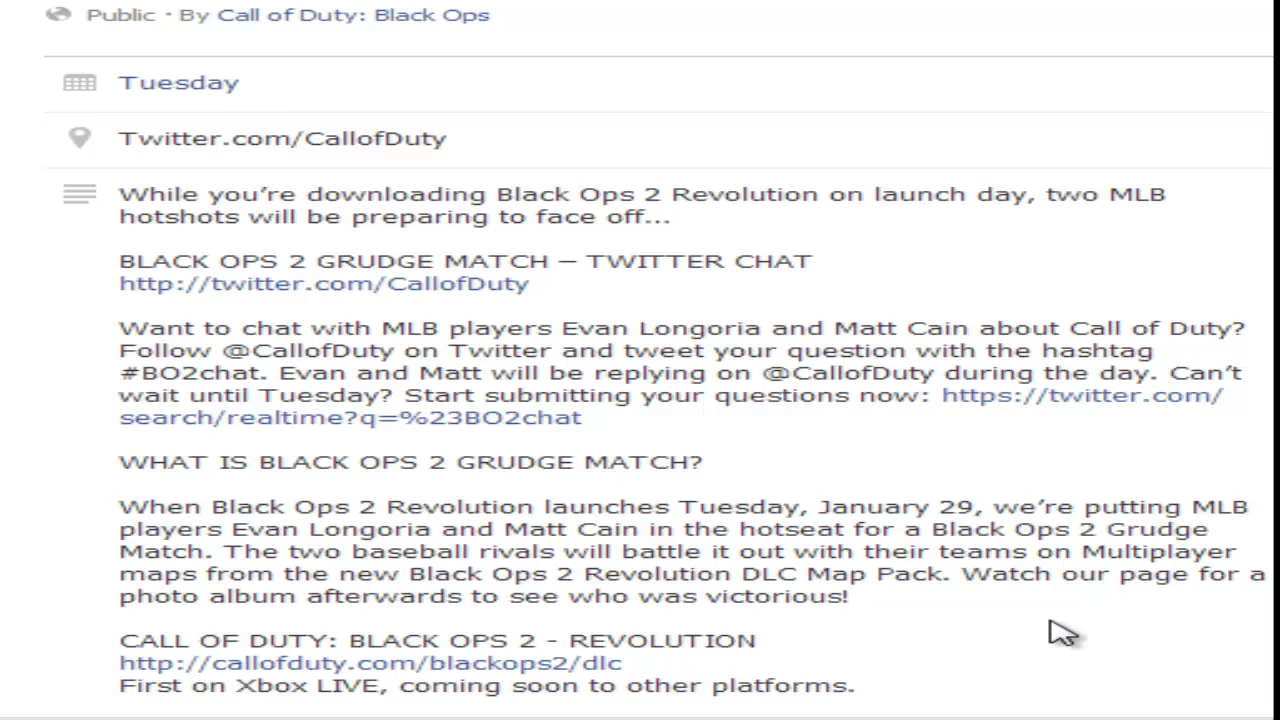 Public · By Call of Duty: Black Ops
Tuesday
Twitter.com/CallofDuty
While you’re downloading Black Ops 2 Revolution on launch day, two MLB
hotshots will be preparing to face off...
BLACK OPS 2 GRUDGE MATCH – TWITTER CHAT
http://twitter.com/CallofDuty
Want to chat with MLB players Evan Longoria and Matt Cain about Call of Duty?
Follow @CallofDuty on Twitter and tweet your question with the hashtag
#BO2chat. Evan and Matt will be replying on @CallofDuty during the day. Can’t
wait until Tuesday? Start submitting your questions now: https://twitter.com/
search/realtime?q=%23BO2chat
WHAT IS BLACK OPS 2 GRUDGE MATCH?
When Black Ops 2 Revolution launches Tuesday, January 29, we’re putting MLB
players Evan Longoria and Matt Cain in the hotseat for a Black Ops 2 Grudge
Match. The two baseball rivals will battle it out with their teams on Multiplayer
maps from the new Black Ops 2 Revolution DLC Map Pack. Watch our page for a
photo album afterwards to see who was victorious!
CALL OF DUTY: BLACK OPS 2 - REVOLUTION
http://callofduty.com/blackops2/dlc
First on Xbox LIVE, coming soon to other platforms.